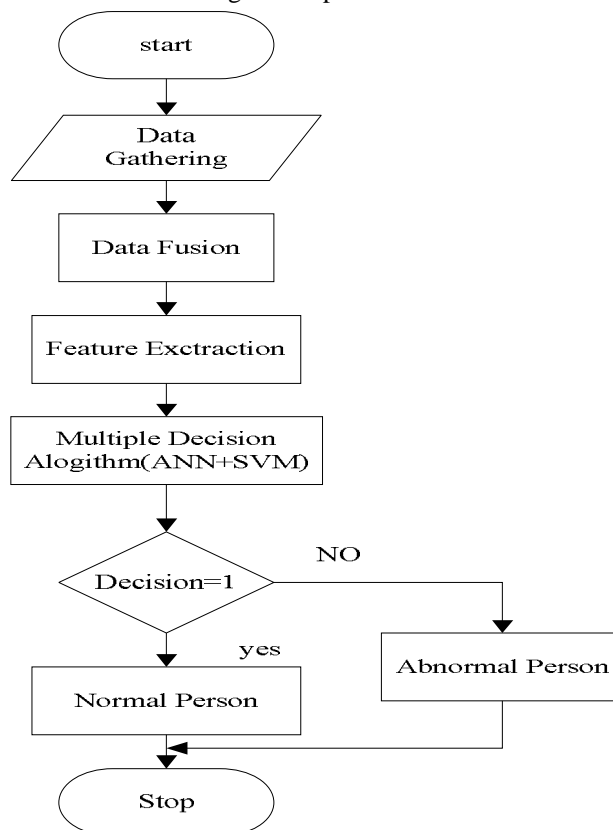 start
Data
Gathering
Data Fusion
Feature Exctraction
Multiple Decision
Alogithm(ANN+SVM)
NO
Decision=1
yes
Abnormal Person
Normal Person
Stop